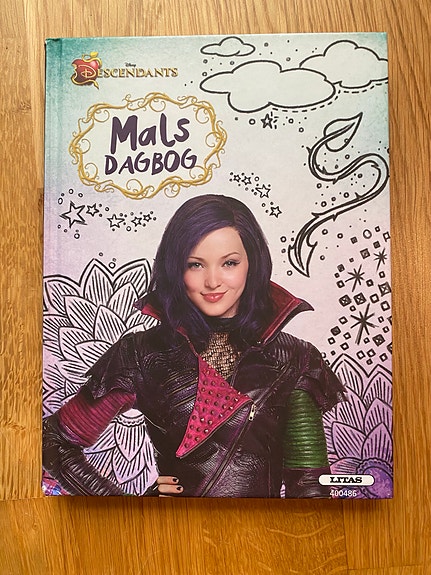 Disney
DESCENDANTS
Mals
DAGBOG
LITAS
400486